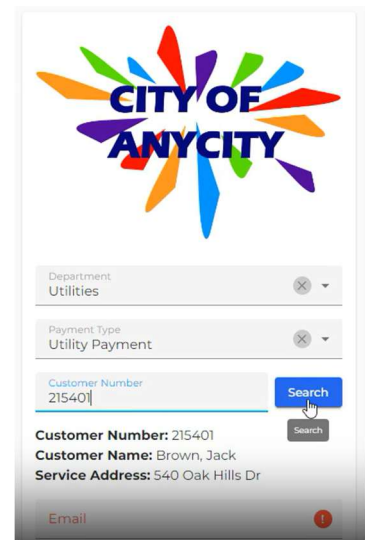 CITY OF
ANYCITY
Department
Utilities
Payment Type
Utility Payment
Customer Number
215401
Search
Search
Customer Number: 215401
Customer Name: Brown, Jack
Service Address: 540 Oak Hills Dr
Email
!